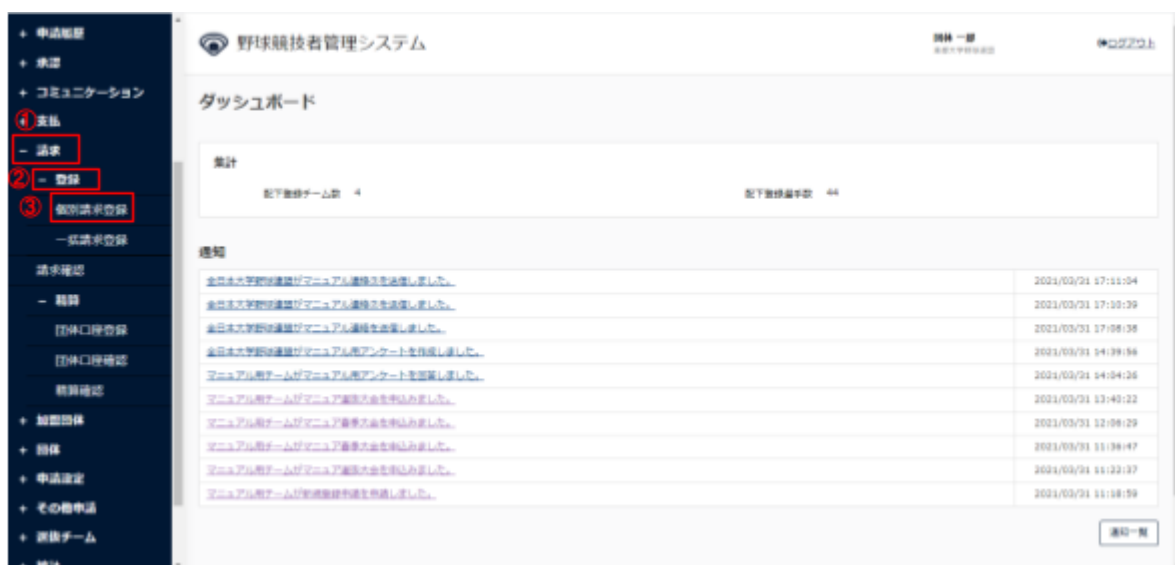 + 申請履歴
+ 承認
+ コミュニケーション
① 支払
− 請求
② − 登録
③ 個別請求登録
一括請求登録
請求確認
− 精算
団体口座登録
団体口座確認
精算確認
+ 加盟団体
+ 団体
+ 申請設定
+ その他申請
+ 選抜チーム
野球競技者管理システム
一郎
ログアウト
ダッシュボード
集計
配下登録チーム数 4
配下登録選手数 44
通知
全日本大学野球連盟がマニュアル連絡スを送信しました。 2021/03/31 17:11:04
全日本大学野球連盟がマニュアル連絡スを送信しました。 2021/03/31 17:10:39
全日本大学野球連盟がマニュアル連絡を送信しました。 2021/03/31 17:08:38
全日本大学野球連盟がマニュアル用アンケートを作成しました。 2021/03/31 14:39:56
マニュアル用チームがマニュアル用アンケートを回答しました。 2021/03/31 14:04:26
マニュアル用チームがマニュア選抜大会を申込みました。 2021/03/31 13:40:22
マニュアル用チームがマニュア春季大会を申込みました。 2021/03/31 12:08:29
マニュアル用チームがマニュア春季大会を申込みました。 2021/03/31 11:36:47
マニュアル用チームがマニュア選抜大会を申込みました。 2021/03/31 11:22:37
マニュアル用チームが新規登録申請を申請しました。 2021/03/31 11:18:59
通知一覧